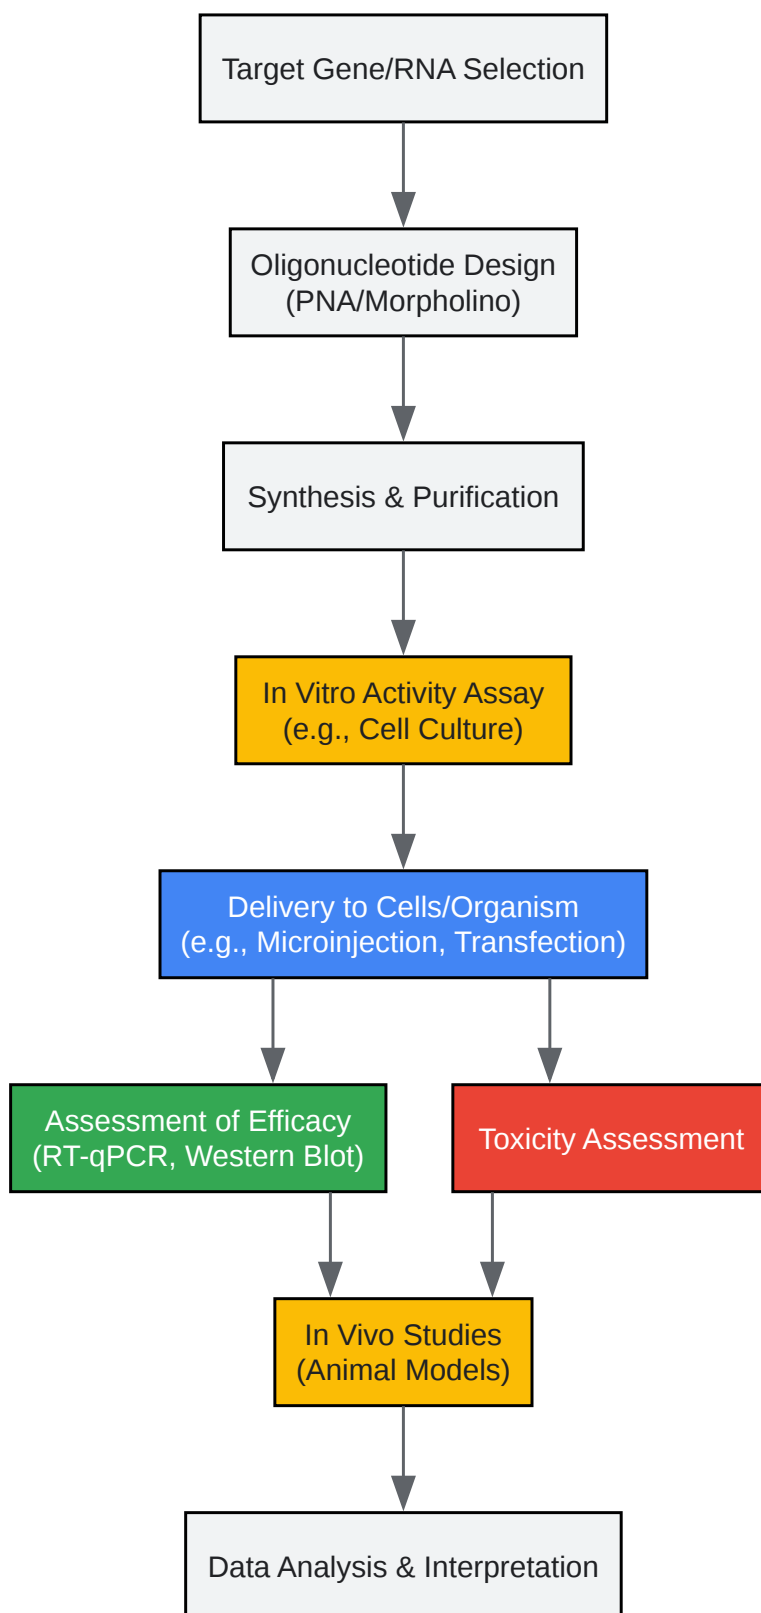 Target Gene/RNA Selection
Oligonucleotide Design
(PNA/Morpholino)
Synthesis & Purification
In Vitro Activity Assay
(e.g., Cell Culture)
Delivery to Cells/Organism
(e.g., Microinjection, Transfection)
Assessment of Efficacy
(RT-qPCR, Western Blot)
Toxicity Assessment
In Vivo Studies
(Animal Models)
Data Analysis & Interpretation